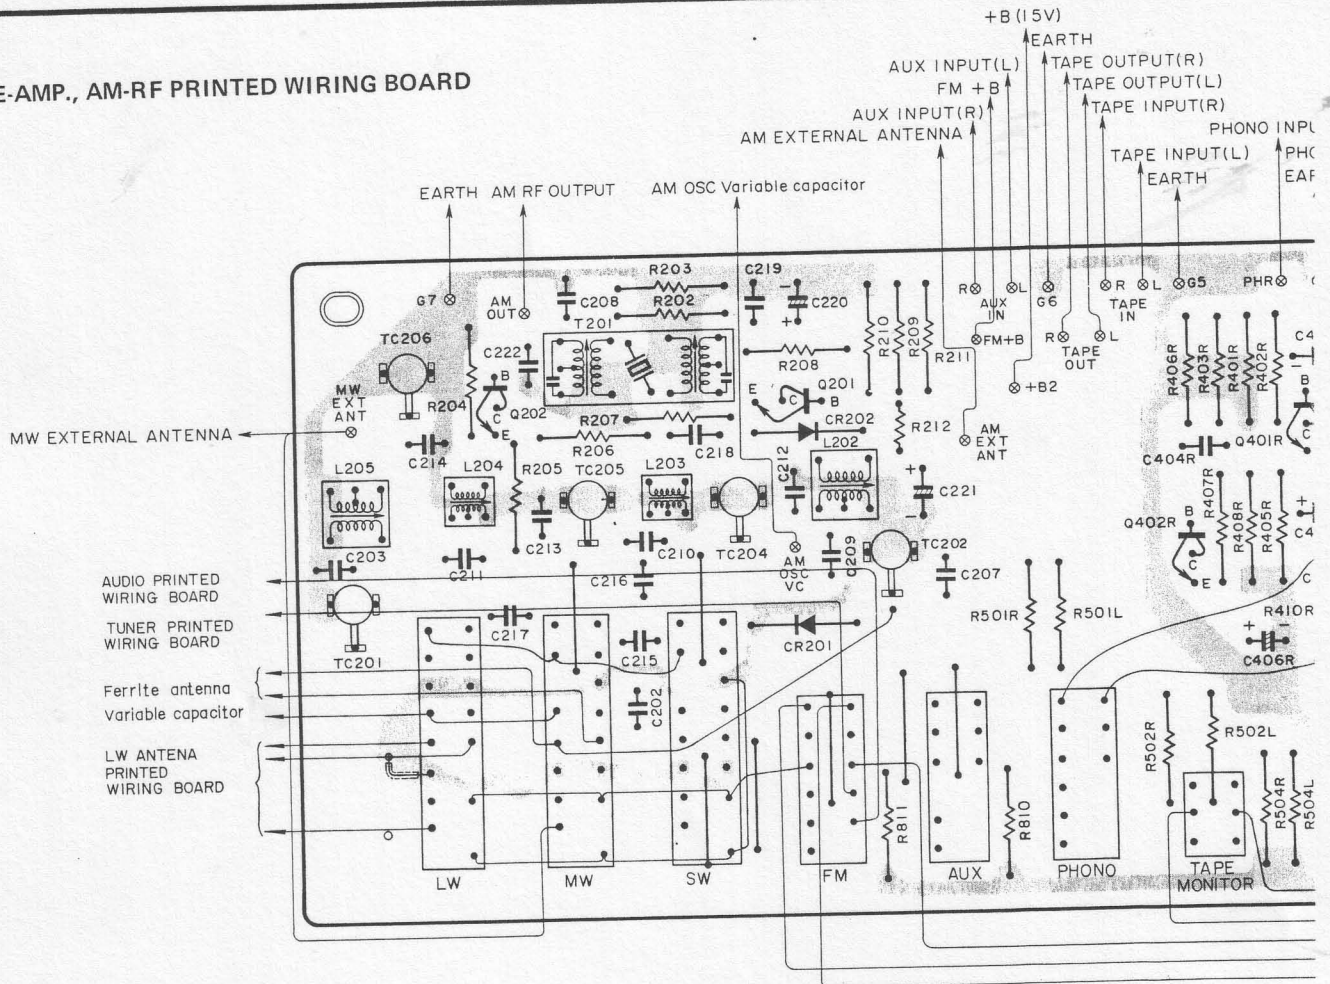 +B (15V)
EARTH
AUX INPUT(L)
TAPE OUTPUT(R)
FM +B
TAPE OUTPUT(L)
E-AMP., AM-RF PRINTED WIRING BOARD
AUX INPUT(R)
TAPE INPUT(R)
AM EXTERNAL ANTENNA
PHONO INPU
TAPE INPUT(L)
PHO
EARTH
EAF
EARTH
AM RF OUTPUT
AM OSC Variable capacitor
R203
C219
G7
AM
OUT
C208
R202
C220
R
AUX
IN
L
G6
R
TAPE
IN
L
G5
PHR
T201
TC206
C222
R208
R210
R209
R211
FM+B
R
TAPE
OUT
L
R406R
R403R
R401R
R402R
C4
MW
EXT
ANT
R204
B
C
E
Q202
R207
R206
C218
E
C
B
Q201
CR202
+B2
B
C
R212
AM
EXT
ANT
MW EXTERNAL ANTENNA
C214
Q401R
C404R
L205
L204
R205
TC205
L203
C212
L202
C221
R407R
R408R
R405R
C4
C213
TC204
Q402R
B
C
E
C203
C211
C210
AM
OSC
VC
C209
TC202
C207
C
AUDIO PRINTED
WIRING BOARD
C216
R501R
R501L
R410R
TUNER PRINTED
WIRING BOARD
C217
C215
CR201
C406R
TC201
Ferrite antenna
Variable capacitor
C202
R502R
R502L
LW ANTENA
PRINTED
WIRING BOARD
R811
R810
R504R
R504L
LW
MW
SW
FM
AUX
PHONO
TAPE
MONITOR